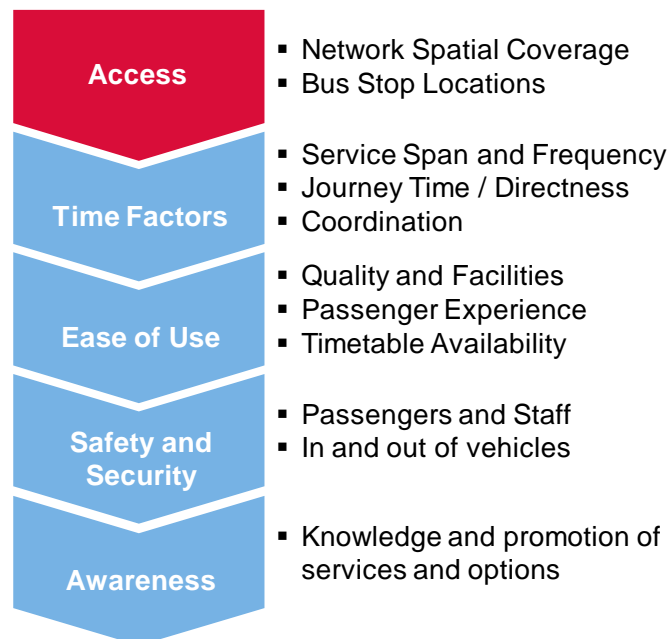 Access
▪ Network Spatial Coverage
▪ Bus Stop Locations
Time Factors
▪ Service Span and Frequency
▪ Journey Time / Directness
▪ Coordination
Ease of Use
▪ Quality and Facilities
▪ Passenger Experience
▪ Timetable Availability
Safety and
Security
▪ Passengers and Staff
▪ In and out of vehicles
Awareness
▪ Knowledge and promotion of
services and options